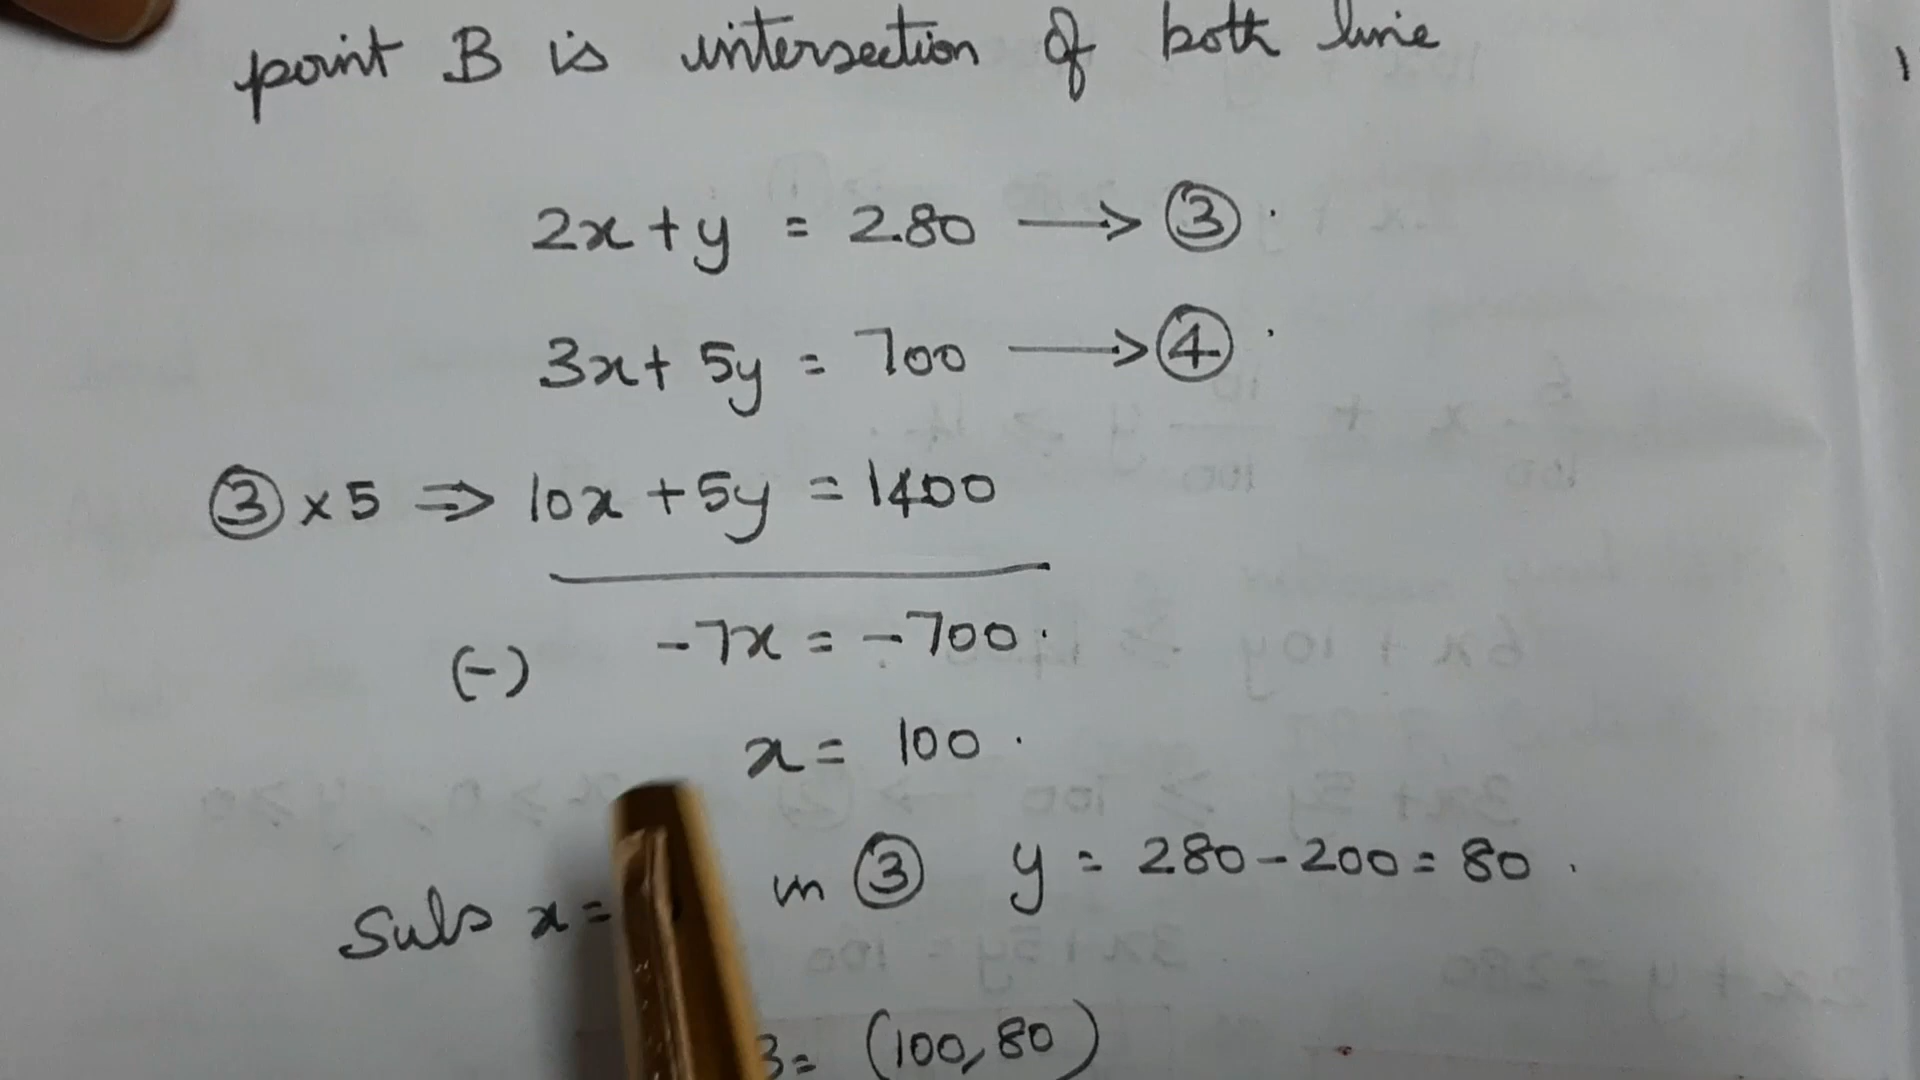 point B is intersection of both line
2x + y = 280 → ③.
3x + 5y = 700 → ④.
③ × 5 ⇒ 10x + 5y = 1400
(-) -7x = -700.
x = 100.
Subs x = in ③ y = 280 - 200 = 80.
= (100, 80)